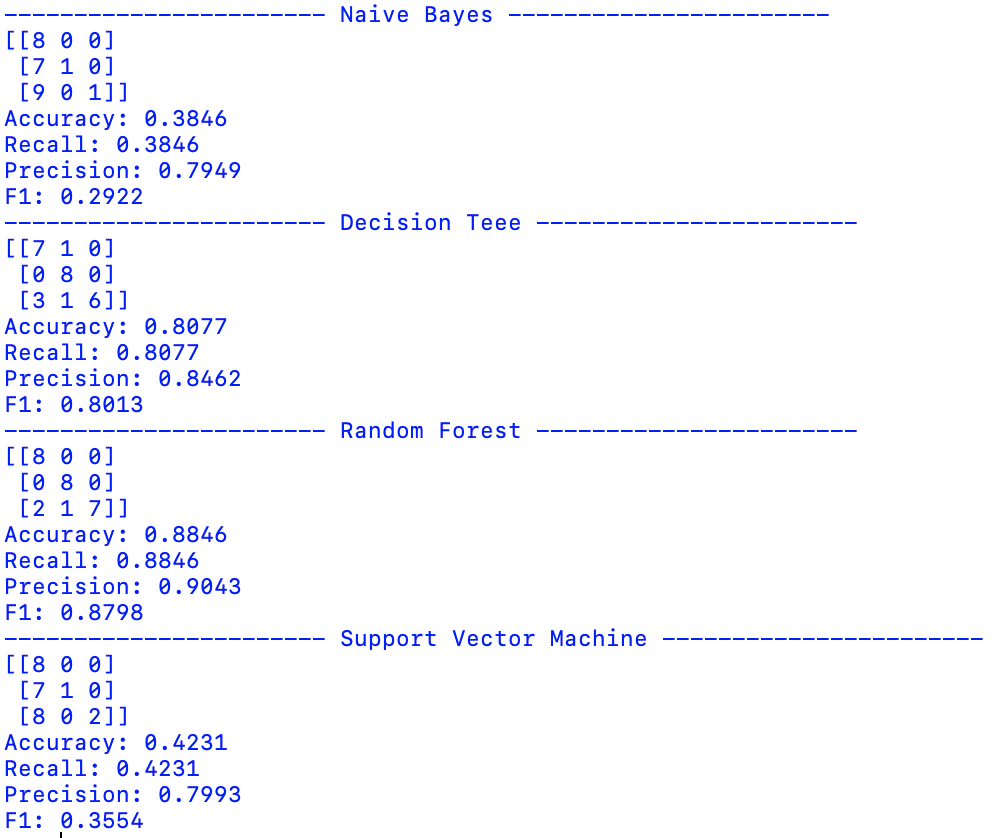 ----------------------- Naive Bayes -----------------------
[[8 0 0]
 [7 1 0]
 [9 0 1]]
Accuracy: 0.3846
Recall: 0.3846
Precision: 0.7949
F1: 0.2922
----------------------- Decision Teee -----------------------
[[7 1 0]
 [0 8 0]
 [3 1 6]]
Accuracy: 0.8077
Recall: 0.8077
Precision: 0.8462
F1: 0.8013
----------------------- Random Forest -----------------------
[[8 0 0]
 [0 8 0]
 [2 1 7]]
Accuracy: 0.8846
Recall: 0.8846
Precision: 0.9043
F1: 0.8798
----------------------- Support Vector Machine -----------------------
[[8 0 0]
 [7 1 0]
 [8 0 2]]
Accuracy: 0.4231
Recall: 0.4231
Precision: 0.7993
F1: 0.3554